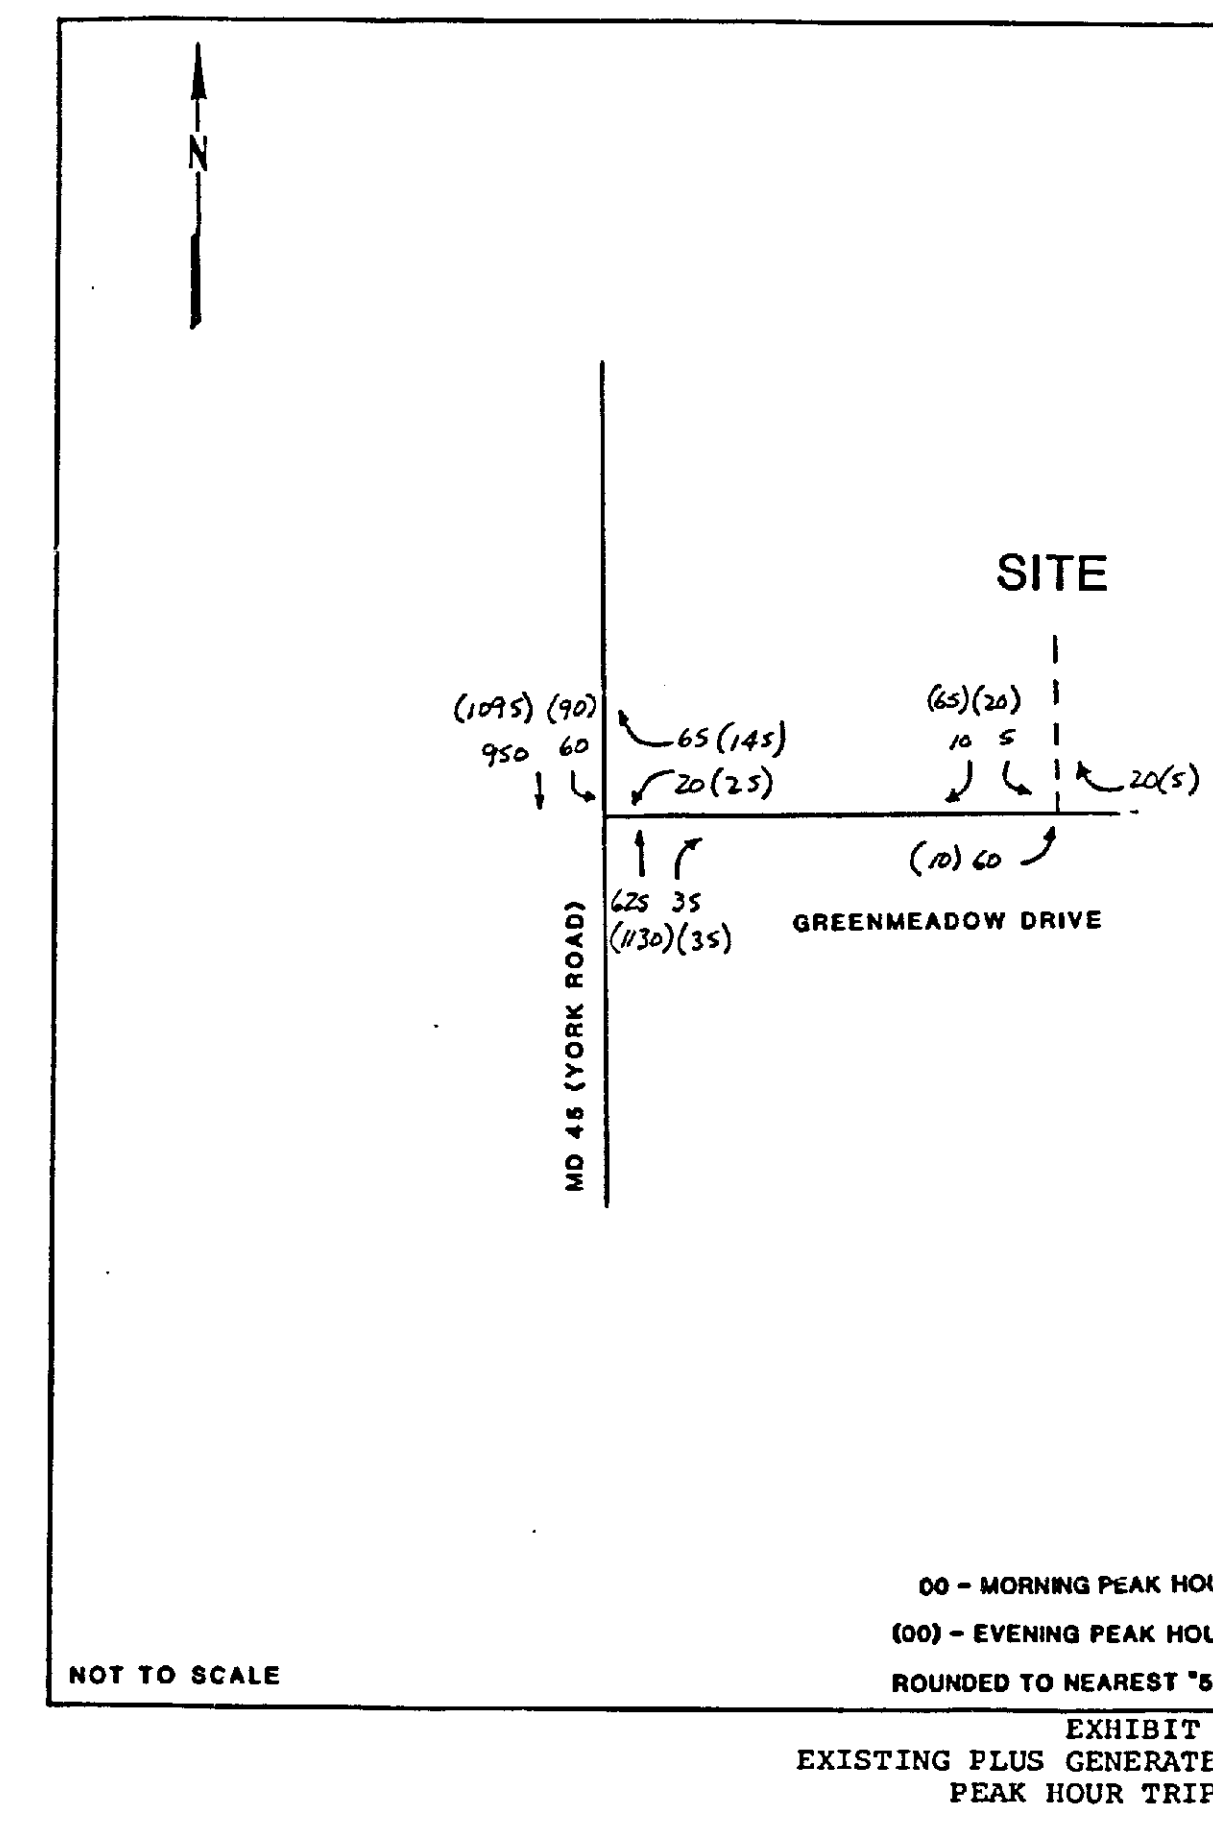 N
SITE
(1095) (90)
950 60
65 (145)
20 (25)
(65) (20)
10 5
20(5)
(10) 60
625 35
(1130) (35)
GREENMEADOW DRIVE
MD 45 (YORK ROAD)
00 - MORNING PEAK HOU
(00) - EVENING PEAK HOU
ROUNDED TO NEAREST "5
NOT TO SCALE
EXHIBIT
EXISTING PLUS GENERATE
PEAK HOUR TRIP